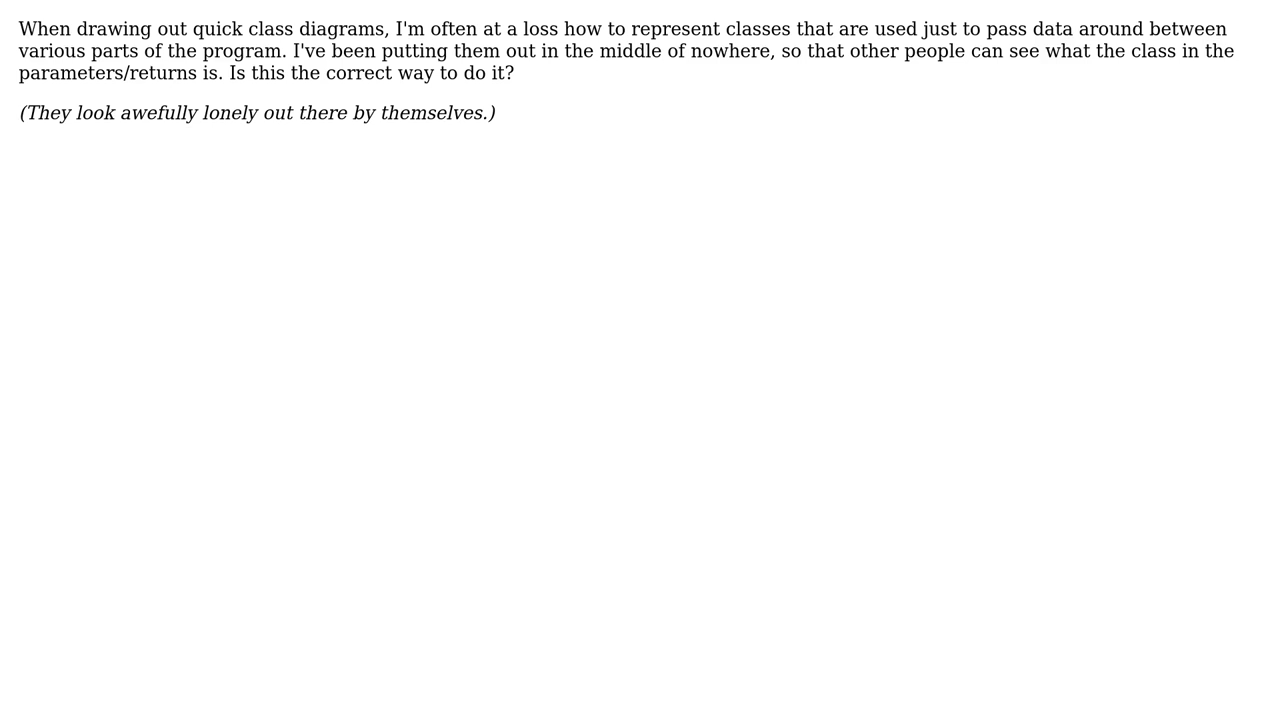 When drawing out quick class diagrams, I'm often at a loss how to represent classes that are used just to pass data around between
various parts of the program. I've been putting them out in the middle of nowhere, so that other people can see what the class in the
parameters/returns is. Is this the correct way to do it?
(They look awefully lonely out there by themselves.)